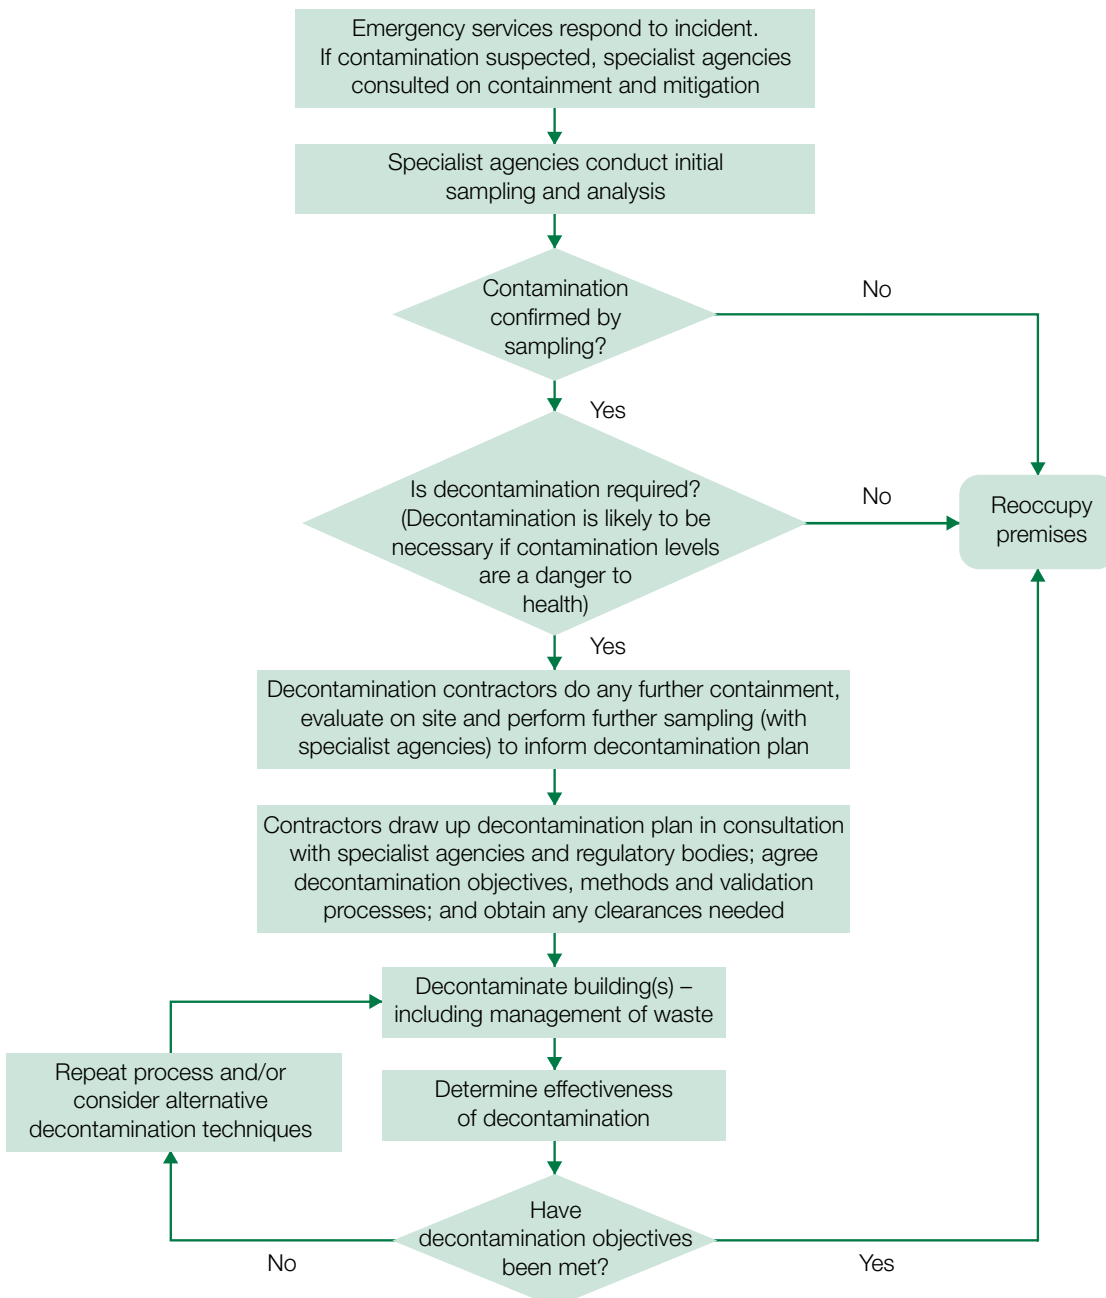 Emergency services respond to incident.
If contamination suspected, specialist agencies
consulted on containment and mitigation
Specialist agencies conduct initial
sampling and analysis
Contamination
confirmed by
sampling?
No
Yes
Is decontamination required?
(Decontamination is likely to be
necessary if contamination levels
are a danger to
health)
No
Reoccupy
premises
Yes
Decontamination contractors do any further containment,
evaluate on site and perform further sampling (with
specialist agencies) to inform decontamination plan
Contractors draw up decontamination plan in consultation
with specialist agencies and regulatory bodies; agree
decontamination objectives, methods and validation
processes; and obtain any clearances needed
Decontaminate building(s) –
including management of waste
Repeat process and/or
consider alternative
decontamination techniques
Determine effectiveness
of decontamination
Have
decontamination objectives
been met?
No
Yes